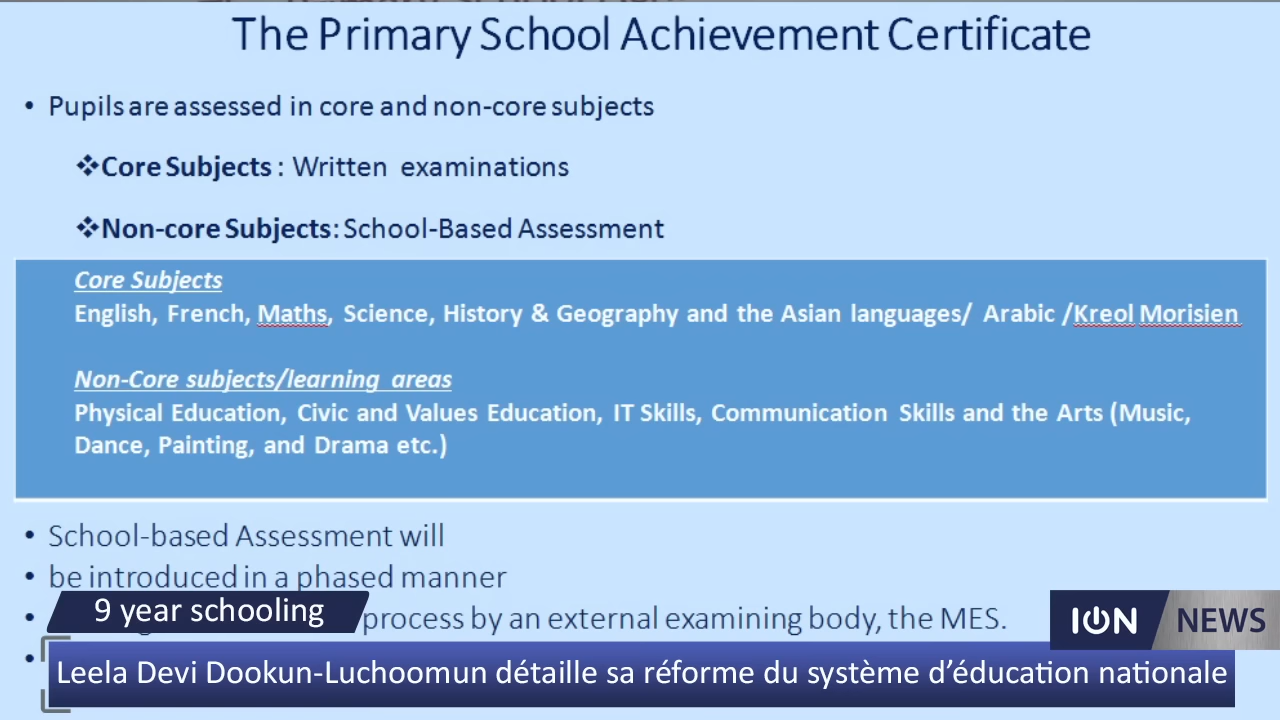 The Primary School Achievement Certificate
• Pupils are assessed in core and non-core subjects
❖Core Subjects : Written examinations
❖Non-core Subjects: School-Based Assessment
Core Subjects
English, French, Maths, Science, History & Geography and the Asian languages/ Arabic /Kreol Morisien
Non-Core subjects/learning areas
Physical Education, Civic and Values Education, IT Skills, Communication Skills and the Arts (Music,
Dance, Painting, and Drama etc.)
• School-based Assessment will
• be introduced in a phased manner
• process by an external examining body, the MES.
9 year schooling
ION NEWS
Leela Devi Dookun-Luchoomun détaille sa réforme du système d’éducation nationale